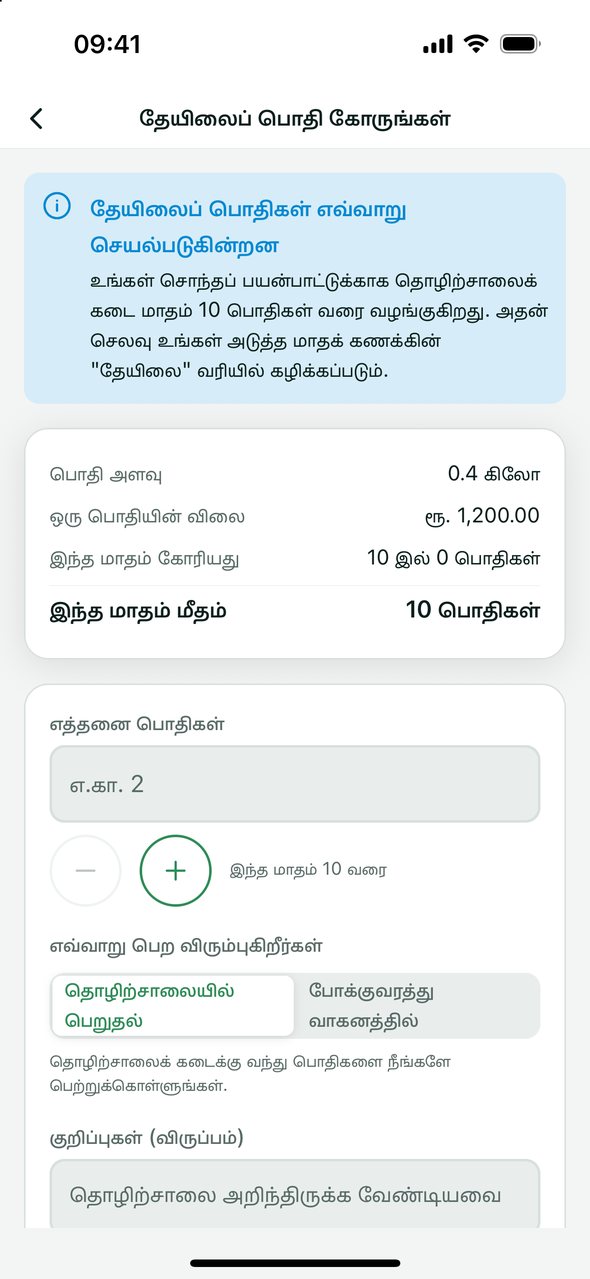 09:41
தேயிலைப் பொதி கோருங்கள்
தேயிலைப் பொதிகள் எவ்வாறு
செயல்படுகின்றன
உங்கள் சொந்தப் பயன்பாட்டுக்காக தொழிற்சாலைக்
கடை மாதம் 10 பொதிகள் வரை வழங்குகிறது. அதன்
செலவு உங்கள் அடுத்த மாதக் கணக்கின்
"தேயிலை" வரியில் கழிக்கப்படும்.
பொதி அளவு 0.4 கிலோ
ஒரு பொதியின் விலை ரூ. 1,200.00
இந்த மாதம் கோரியது 10 இல் 0 பொதிகள்
இந்த மாதம் மீதம் 10 பொதிகள்
எத்தனை பொதிகள்
எ.கா. 2
இந்த மாதம் 10 வரை
எவ்வாறு பெற விரும்புகிறீர்கள்
தொழிற்சாலையில்
பெறுதல்
போக்குவரத்து
வாகனத்தில்
தொழிற்சாலைக் கடைக்கு வந்து பொதிகளை நீங்களே
பெற்றுக்கொள்ளுங்கள்.
குறிப்புகள் (விருப்பம்)
தொழிற்சாலை அறிந்திருக்க வேண்டியவை